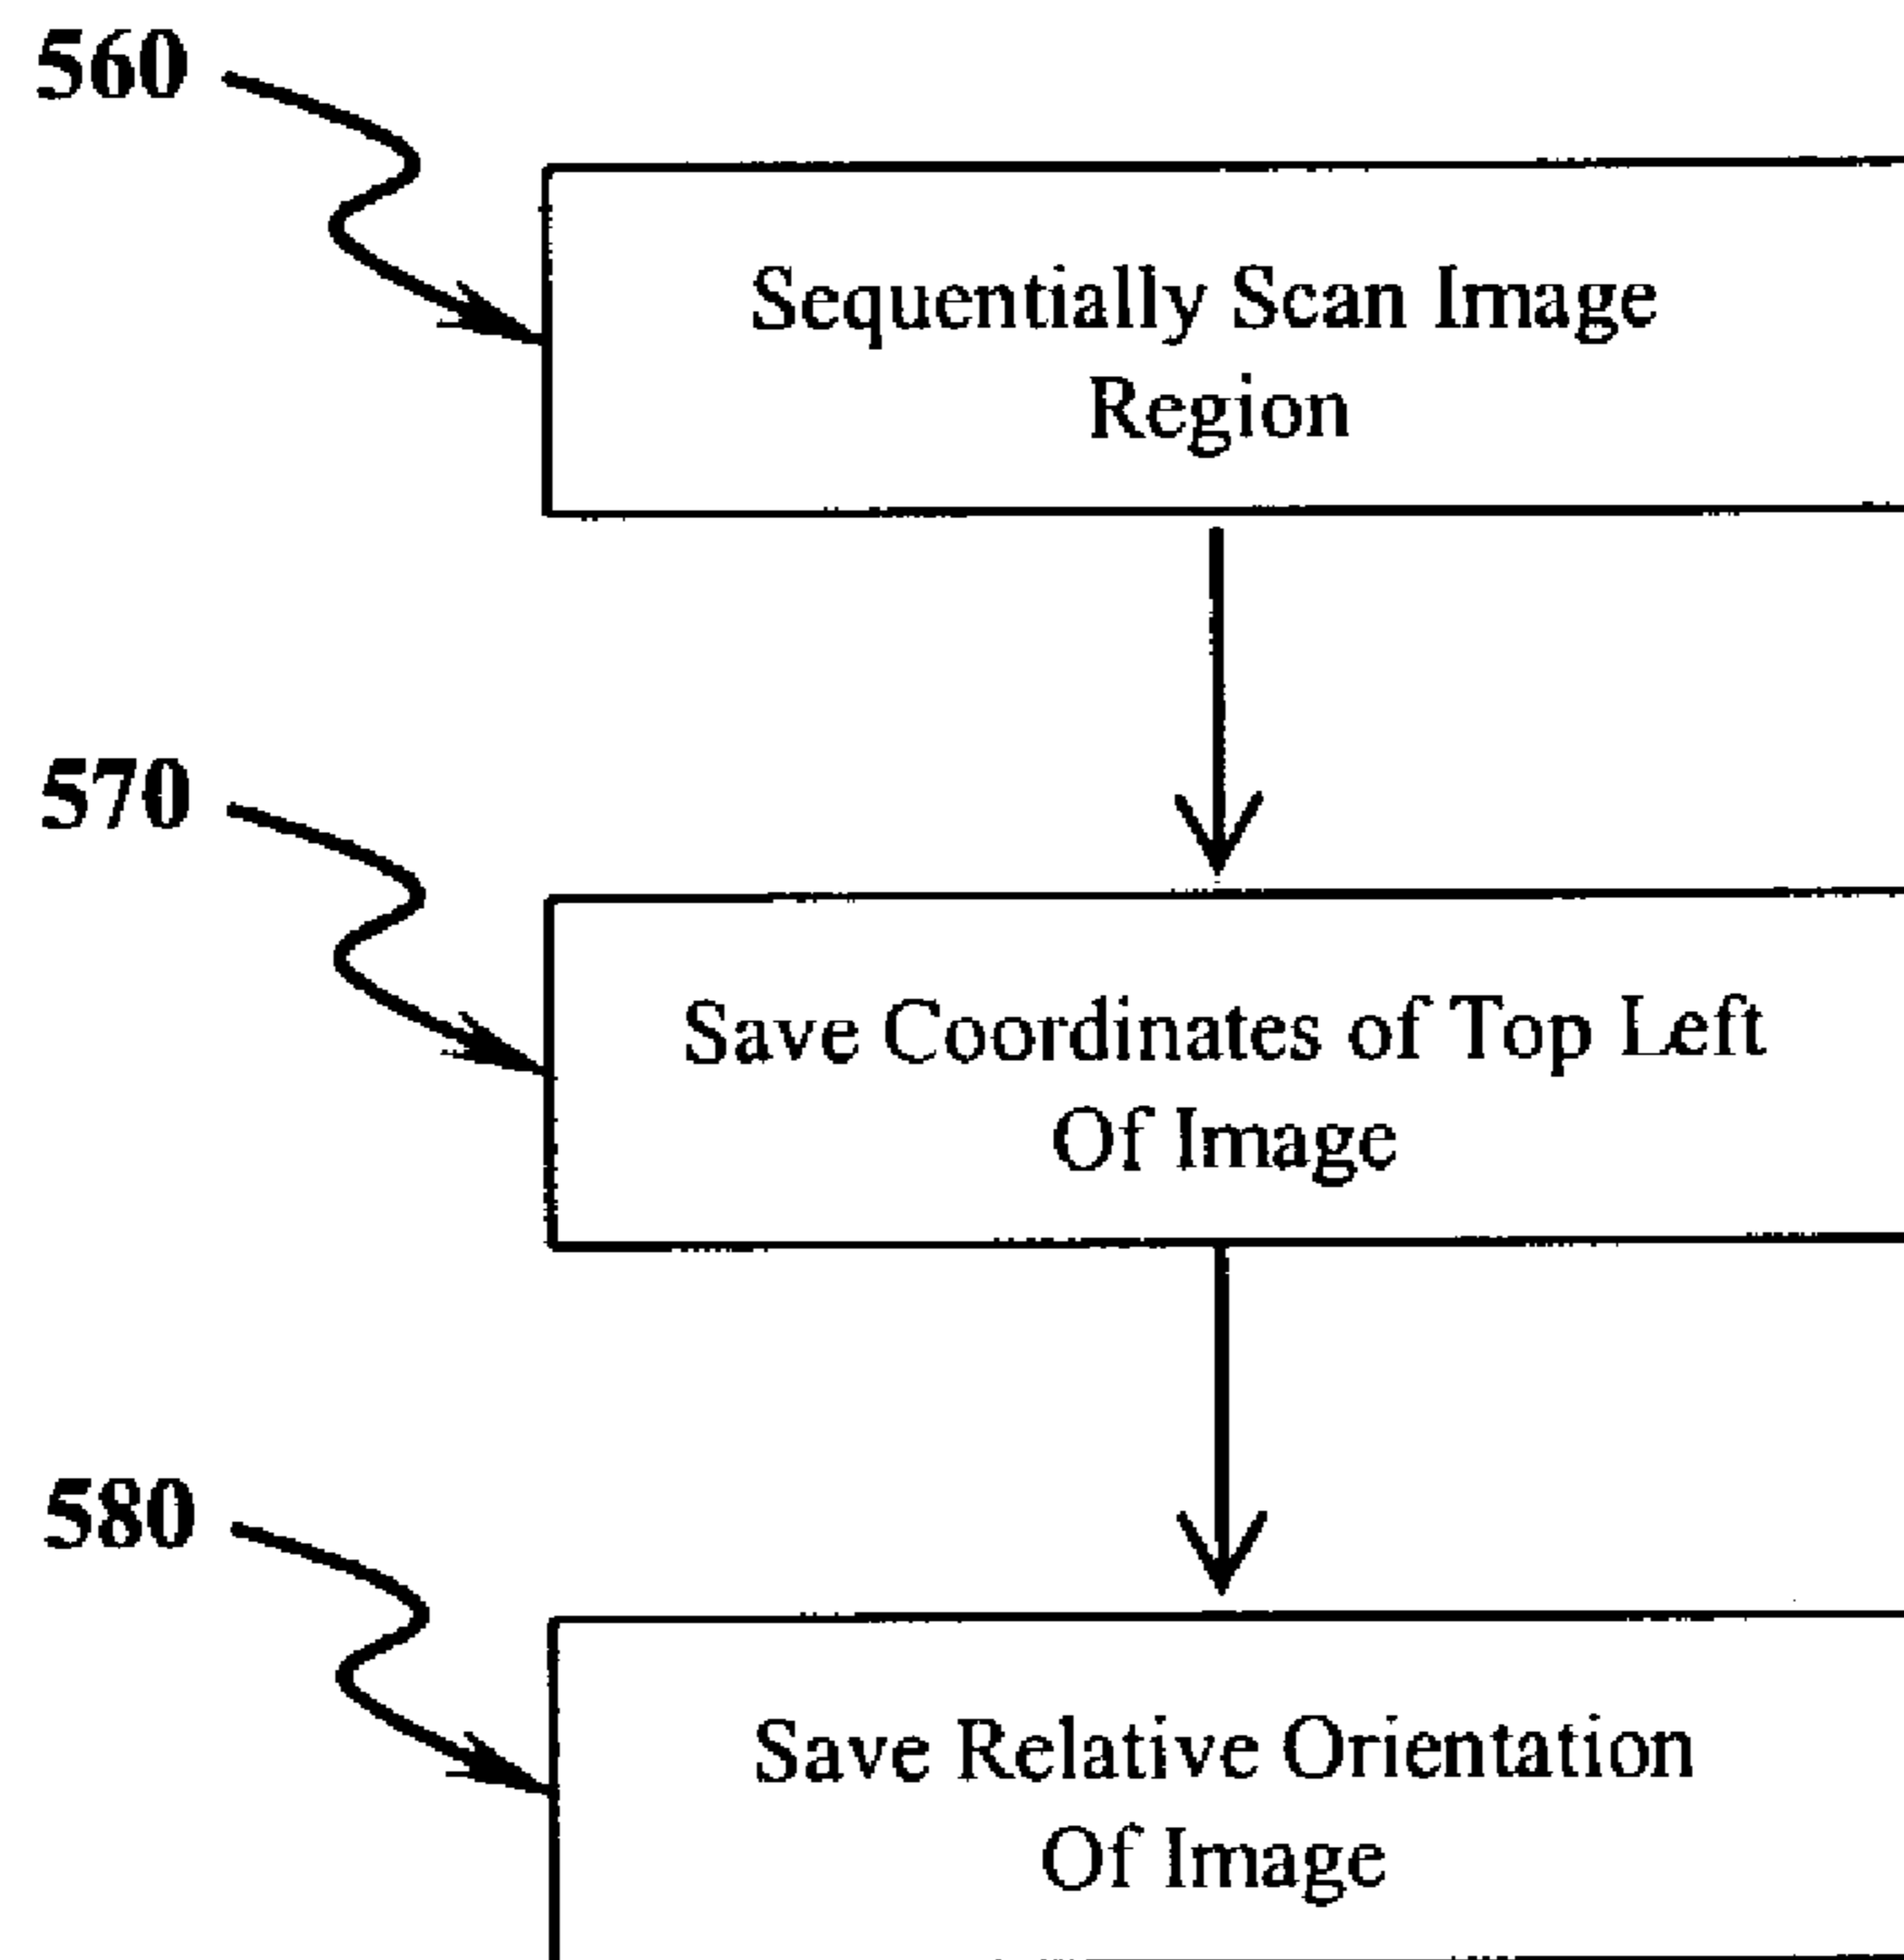 560
Sequentially Scan Image
Region
570
Save Coordinates of Top Left
Of Image
580
Save Relative Orientation
Of Image